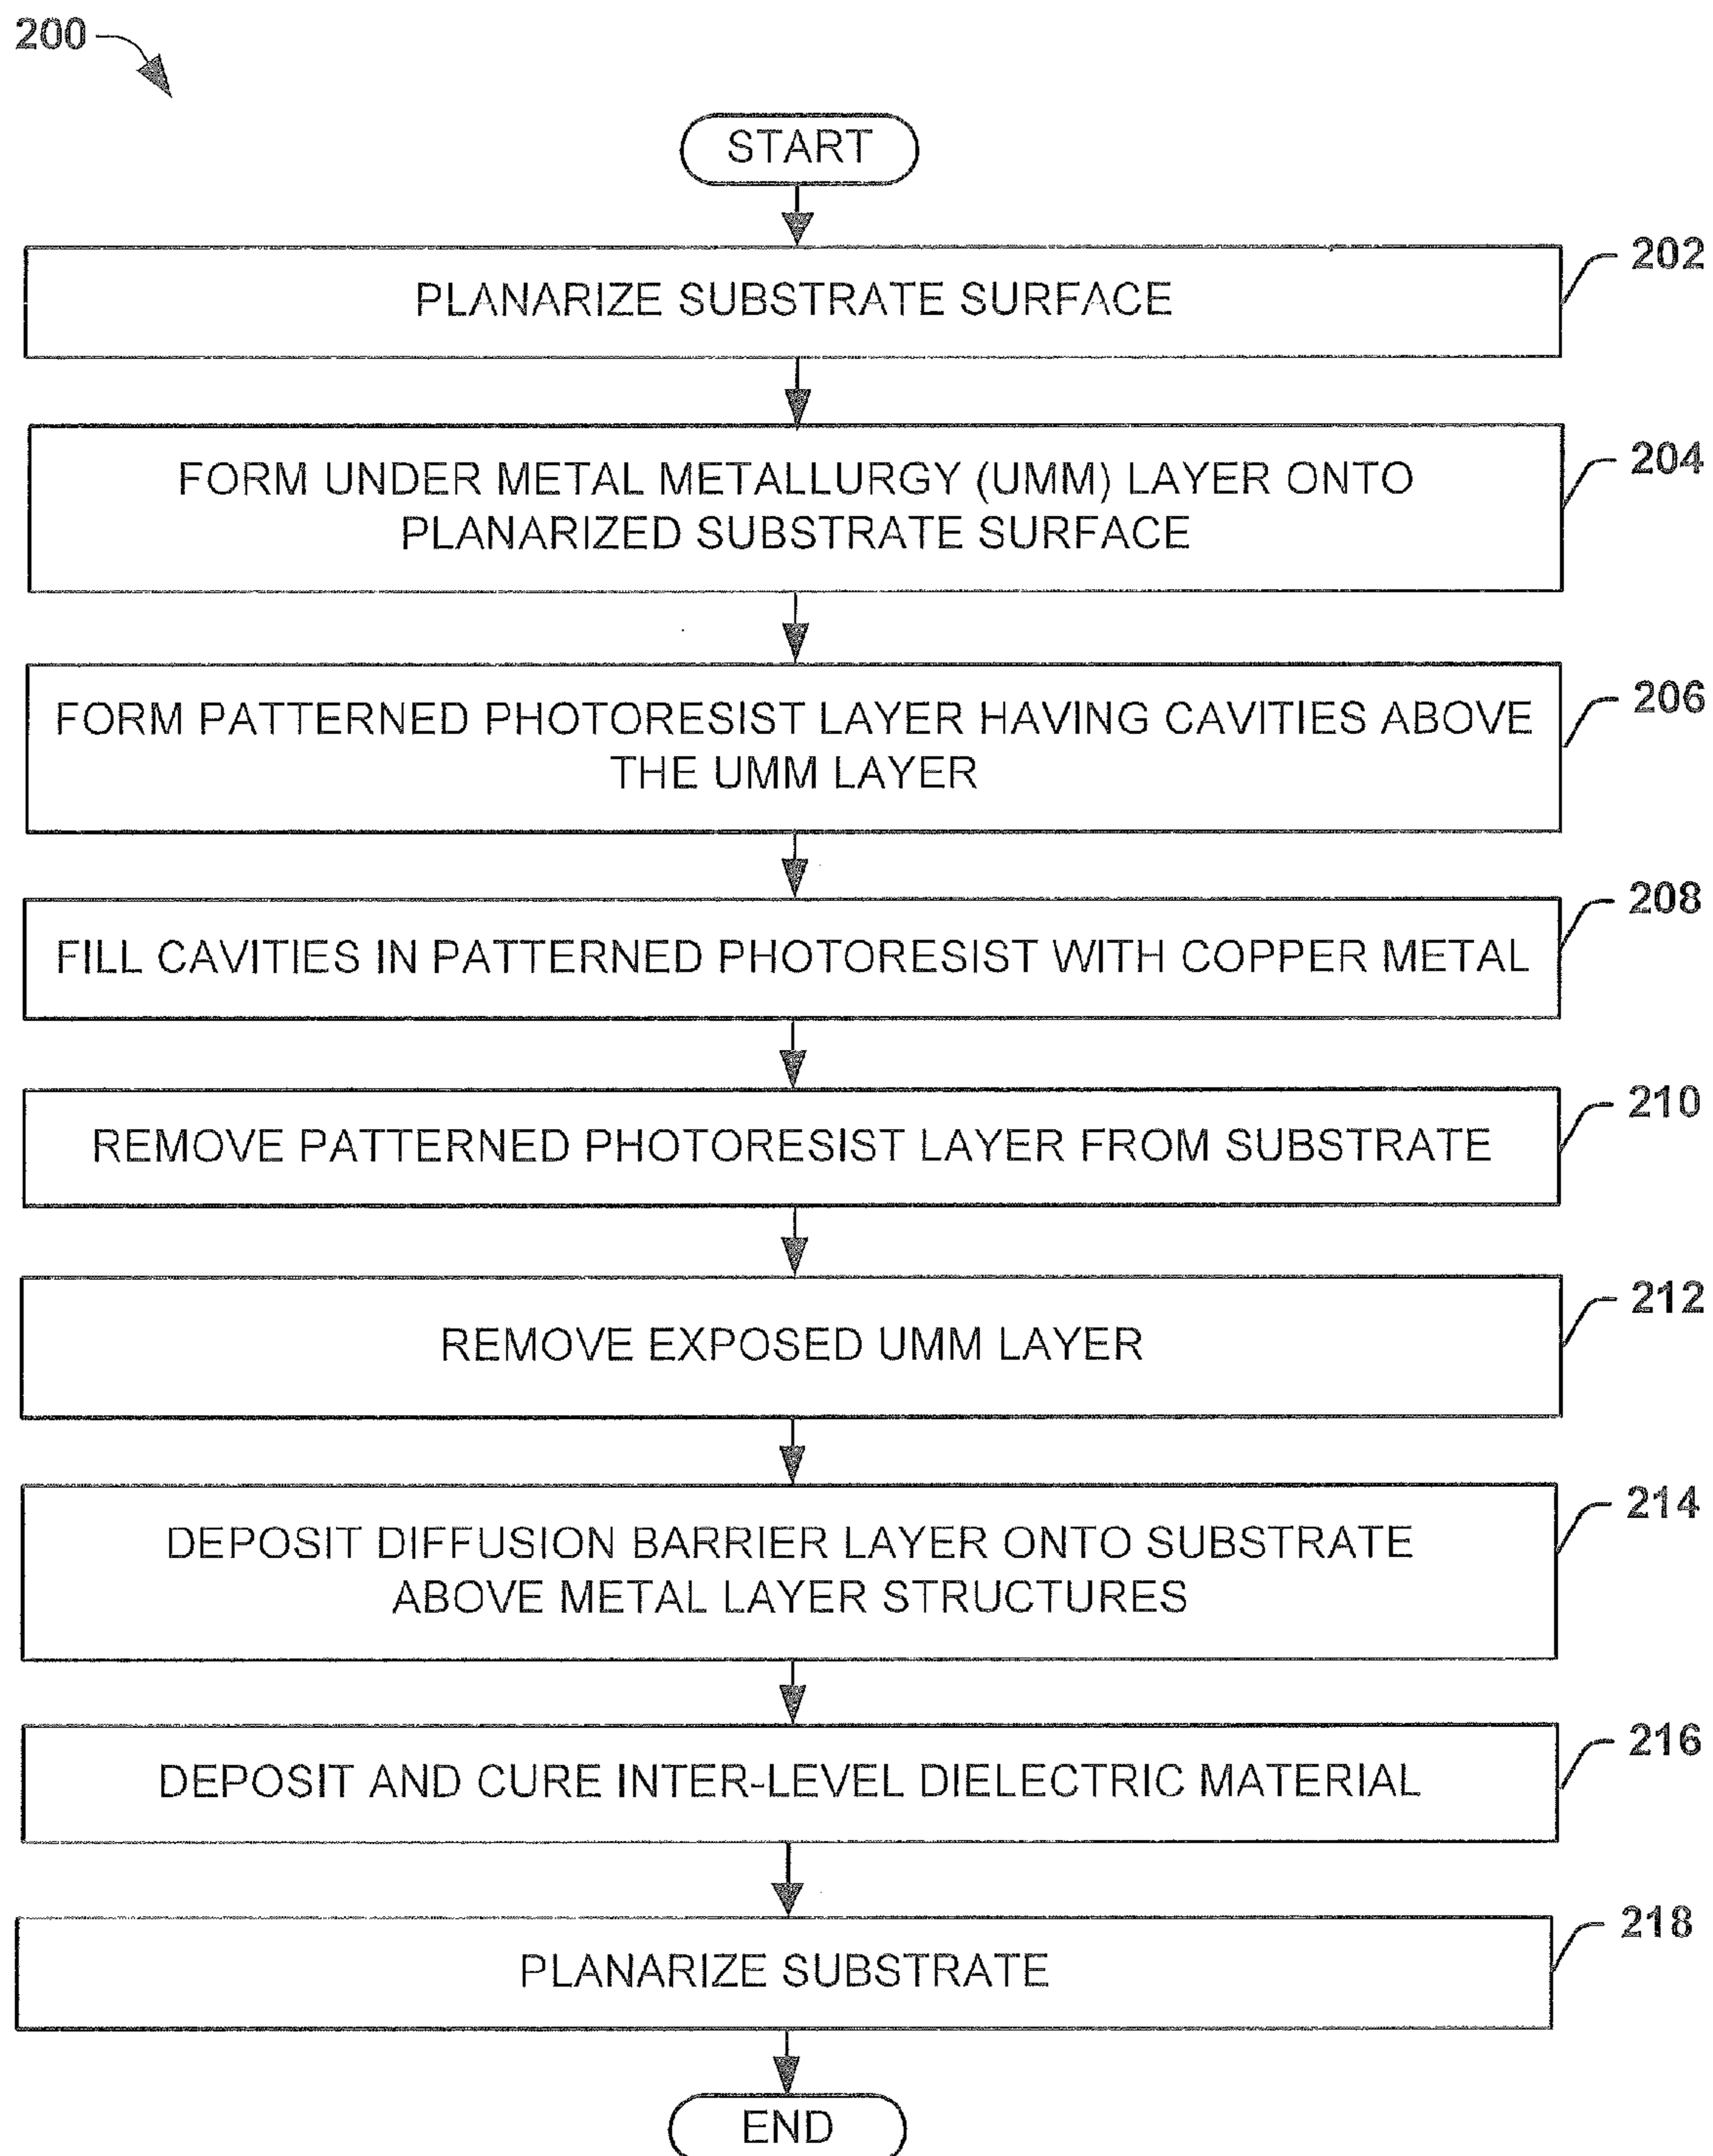 200
START
PLANARIZE SUBSTRATE SURFACE
202
FORM UNDER METAL METALLURGY (UMM) LAYER ONTO
PLANARIZED SUBSTRATE SURFACE
204
FORM PATTERNED PHOTORESIST LAYER HAVING CAVITIES ABOVE
THE UMM LAYER
206
FILL CAVITIES IN PATTERNED PHOTORESIST WITH COPPER METAL
208
REMOVE PATTERNED PHOTORESIST LAYER FROM SUBSTRATE
210
REMOVE EXPOSED UMM LAYER
212
DEPOSIT DIFFUSION BARRIER LAYER ONTO SUBSTRATE
ABOVE METAL LAYER STRUCTURES
214
DEPOSIT AND CURE INTER-LEVEL DIELECTRIC MATERIAL
216
PLANARIZE SUBSTRATE
218
END